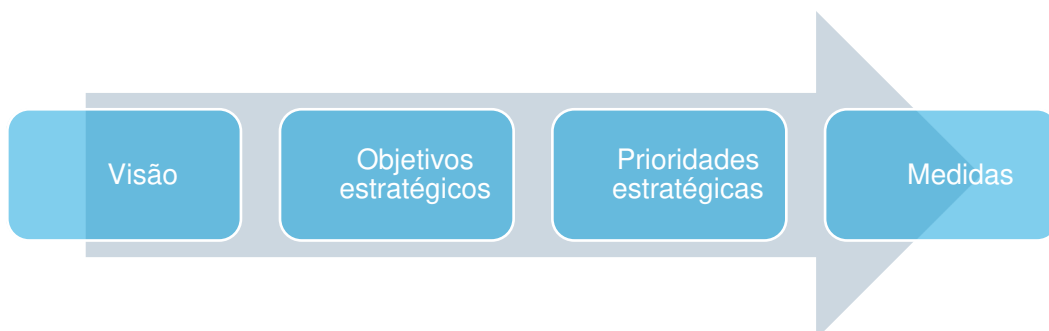 Visão
Objetivos
estratégicos
Prioridades
estratégicas
Medidas